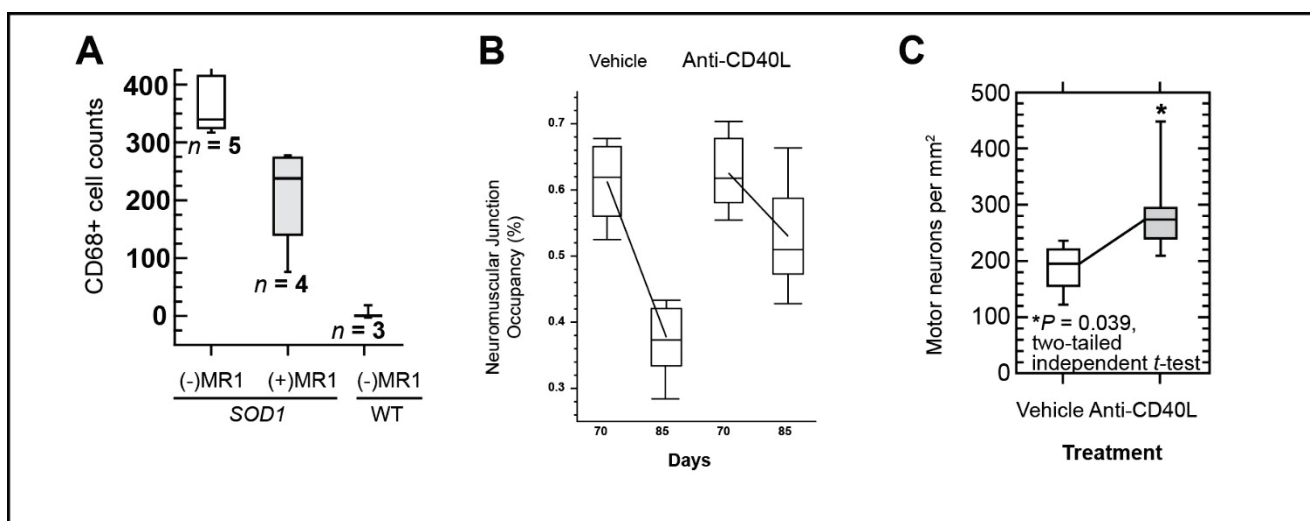 A
CD68+ cell counts
400
300
200
100
0
n = 5
n = 4
n = 3
(-)MR1 (+)MR1 (-)MR1
SOD1 WT
B
Vehicle Anti-CD40L
Neuromuscular Junction
Occupancy (%)
0.7
0.6
0.5
0.4
0.3
70 85 70 85
Days
C
Motor neurons per mm²
500
400
300
200
100
0
*
*P = 0.039,
two-tailed
independent t-test
Vehicle Anti-CD40L
Treatment